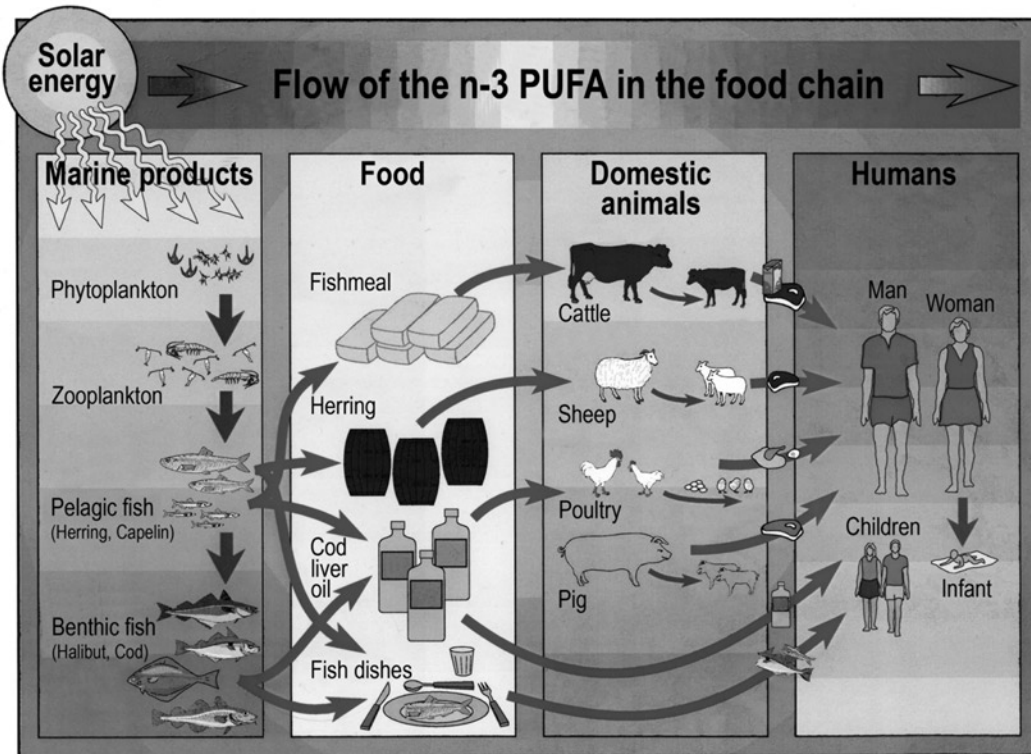 Solar
energy
Flow of the n-3 PUFA in the food chain
Marine products
Phytoplankton
Zooplankton
Pelagic fish
(Herring, Capelin)
Benthic fish
(Halibut, Cod)
Food
Fishmeal
Herring
Cod
liver
oil
Fish dishes
Domestic
animals
Cattle
Sheep
Poultry
Pig
Humans
Man
Woman
Children
Infant